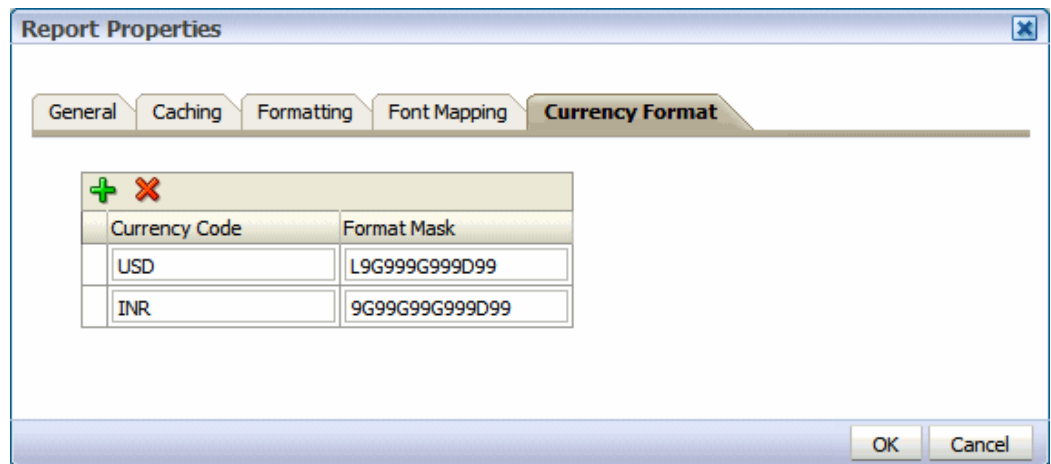 Report Properties
General Caching Formatting Font Mapping Currency Format
Currency Code Format Mask
USD L9G999G999D99
INR 9G99G99G999D99
OK Cancel